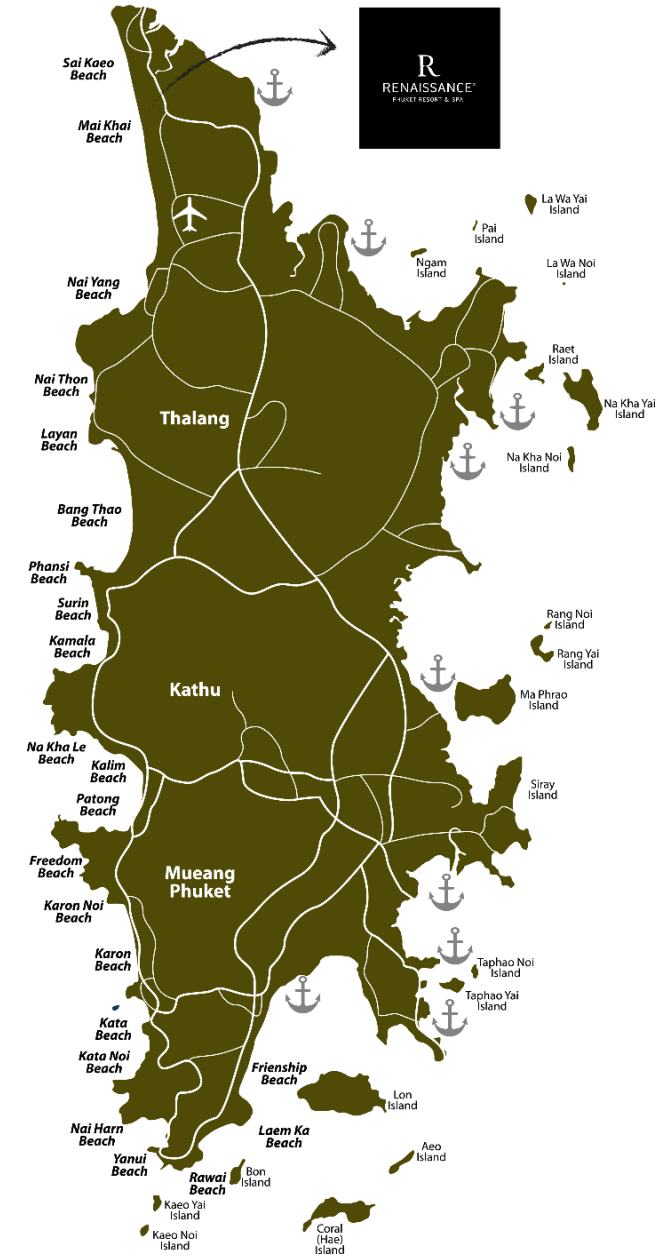 Sai Kaeo
Beach
R
RENAISSANCE
PHUKET RESORT & SPA
Mai Khai
Beach
La Wa Yai
Island
Pai
Island
Ngam
Island
La Wa Noi
Island
Nai Yang
Beach
Raet
Island
Nai Thon
Beach
Na Kha Yai
Island
Thalang
Layan
Beach
Na Kha Noi
Island
Bang Thao
Beach
Phansi
Beach
Surin
Beach
Rang Noi
Island
Kamala
Beach
Rang Yai
Island
Kathu
Ma Phrao
Island
Na Kha Le
Beach
Kalim
Beach
Siray
Island
Patong
Beach
Freedom
Beach
Mueang
Phuket
Karon Noi
Beach
Karon
Beach
Taphao Noi
Island
Taphao Yai
Island
Kata
Beach
Kata Noi
Beach
Frienship
Beach
Lon
Island
Nai Harn
Beach
Laem Ka
Beach
Yanui
Beach
Aeo
Island
Rawai
Beach
Bon
Island
Kaeo Yai
Island
Kaeo Noi
Island
Coral
(Hae)
Island